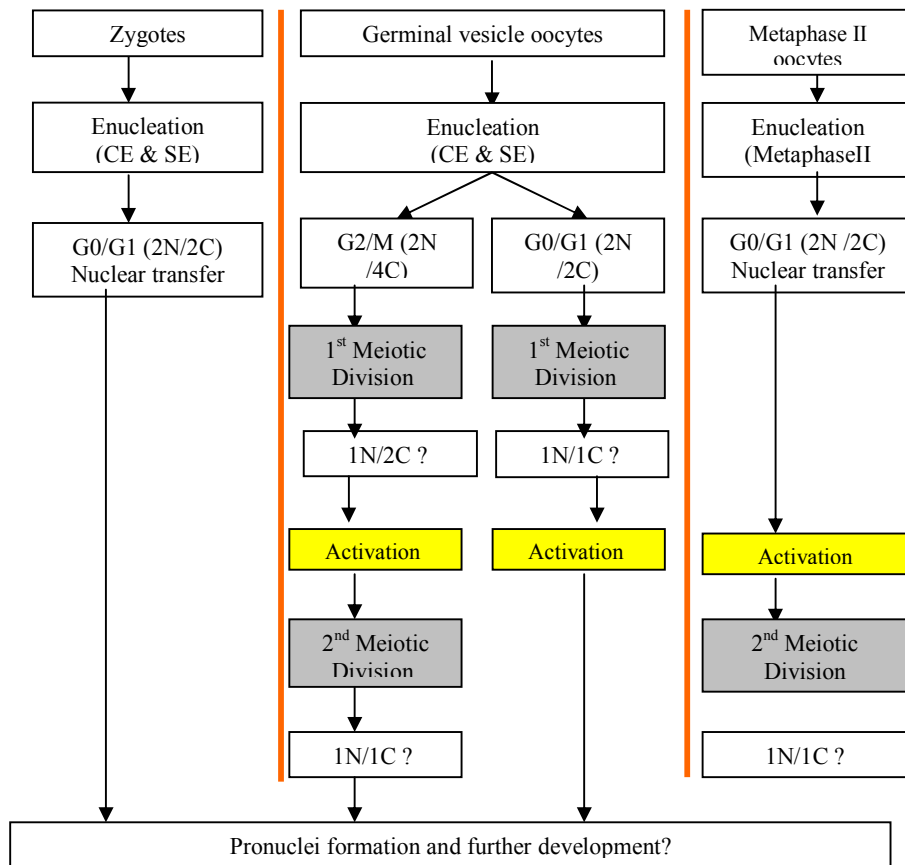 Zygotes
Enucleation
(CE & SE)
G0/G1 (2N/2C)
Nuclear transfer
Germinal vesicle oocytes
Enucleation
(CE & SE)
G2/M (2N
/4C)
1st Meiotic
Division
1N/2C ?
Activation
2nd Meiotic
Division
1N/1C ?
G0/G1 (2N
/2C)
1st Meiotic
Division
1N/1C ?
Activation
Metaphase II
oocytes
Enucleation
(MetaphaseII
G0/G1 (2N /2C)
Nuclear transfer
Activation
2nd Meiotic
Division
1N/1C ?
Pronuclei formation and further development?